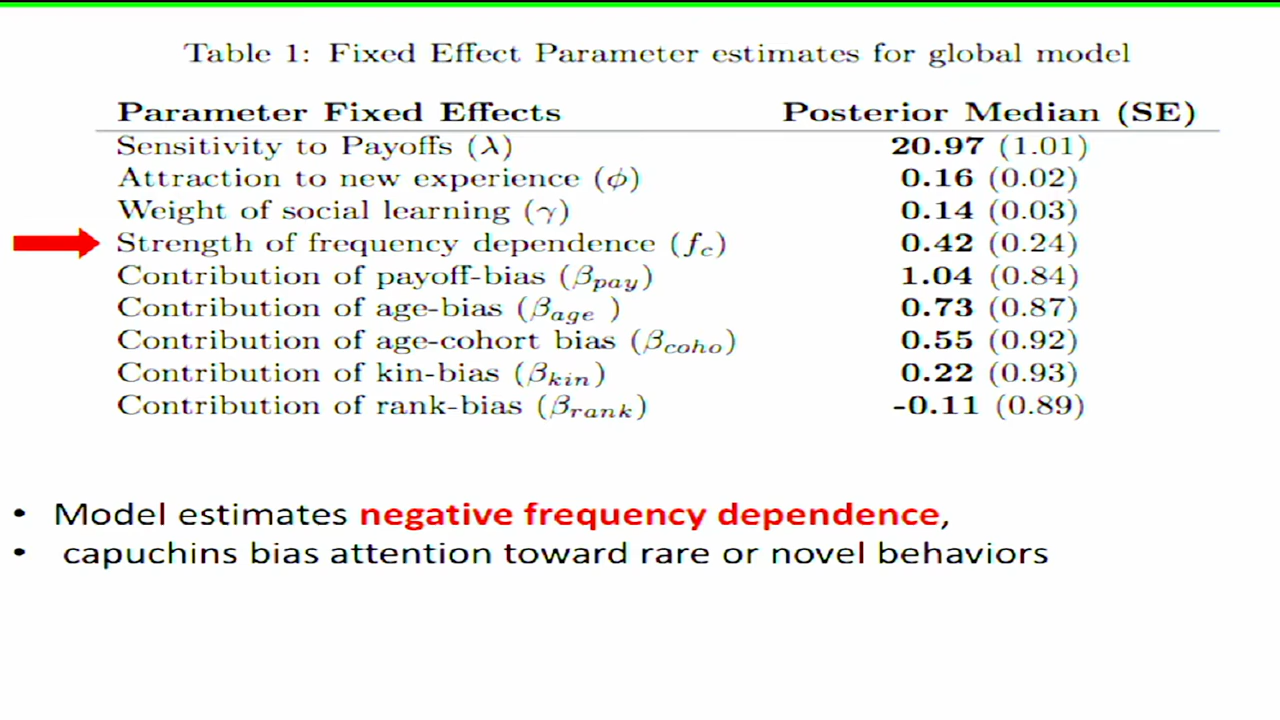 Table 1: Fixed Effect Parameter estimates for global model
Parameter Fixed Effects Posterior Median (SE)
Sensitivity to Payoffs (λ) 20.97 (1.01)
Attraction to new experience (ϕ) 0.16 (0.02)
Weight of social learning (γ) 0.14 (0.03)
Strength of frequency dependence (f_c) 0.42 (0.24)
Contribution of payoff-bias (β_pay) 1.04 (0.84)
Contribution of age-bias (β_age ) 0.73 (0.87)
Contribution of age-cohort bias (β_coho) 0.55 (0.92)
Contribution of kin-bias (β_kin) 0.22 (0.93)
Contribution of rank-bias (β_rank) -0.11 (0.89)
• Model estimates negative frequency dependence,
• capuchins bias attention toward rare or novel behaviors